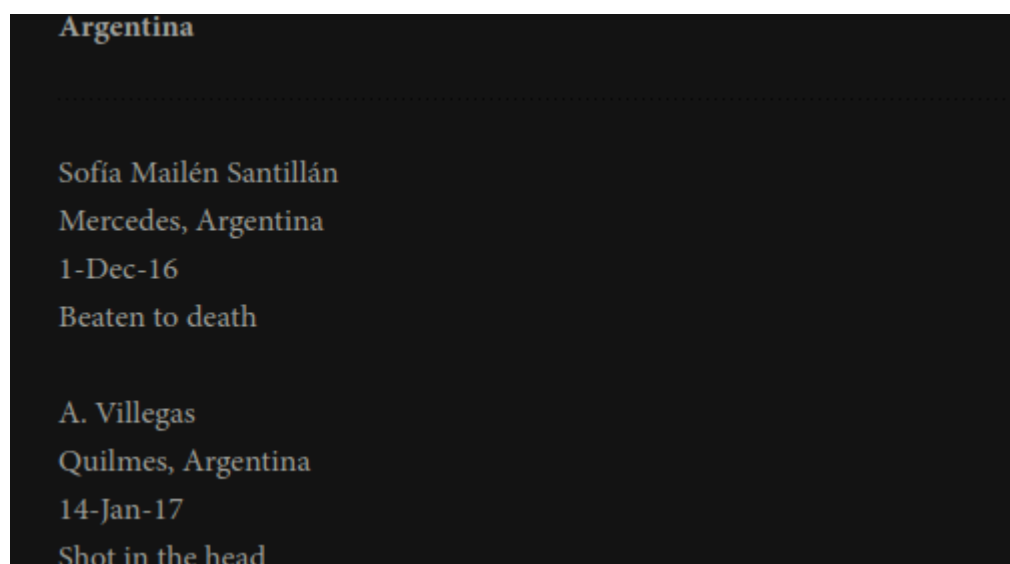 Argentina
Sofía Mailén Santillán
Mercedes, Argentina
1-Dec-16
Beaten to death
A. Villegas
Quilmes, Argentina
14-Jan-17
Shot in the head